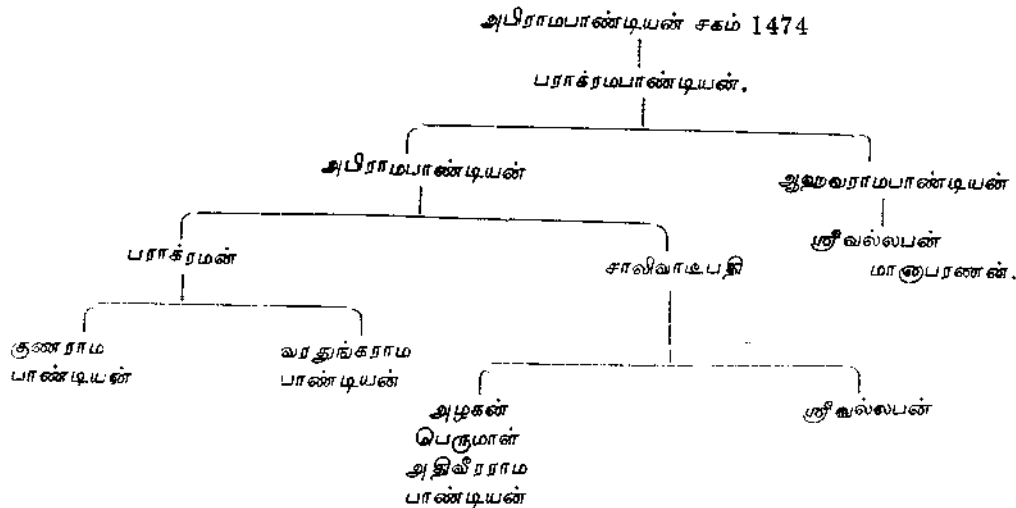 அபிராமபாண்டியன் சகம் 1474
பராக்ரமபாண்டியன்.
அபிராமபாண்டியன்
ஆஹவராமபாண்டியன்
ஸ்ரீவல்லபன்
மானாபரணன்.
பராக்ரமன்
சாலிவாடீபதி
குணராம
பாண்டியன்
வரதுங்கராம
பாண்டியன்
அழகன்
பெருமாள்
அதிவீரராம
பாண்டியன்
ஸ்ரீவல்லபன்